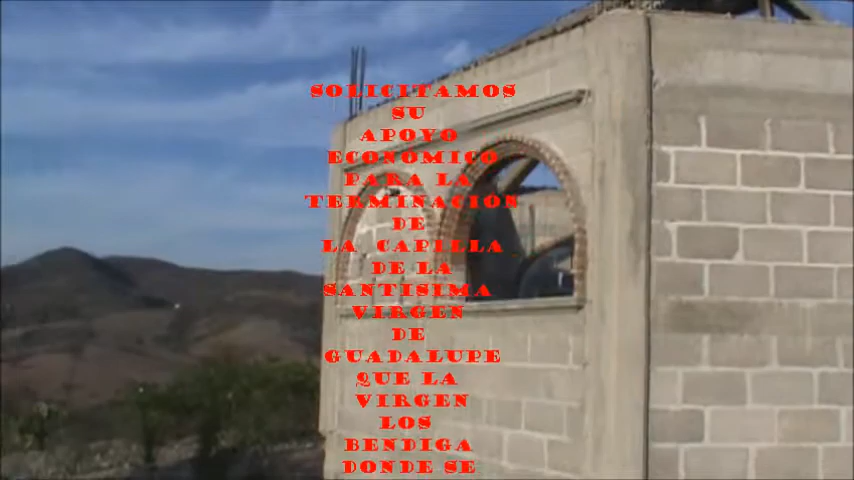 SOLICITAMOS
SU
APOYO
ECONOMICO
PARA LA
TERMINACION
DE
LA CAPILLA
DE LA
SANTISIMA
VIRGEN
DE
GUADALUPE
QUE LA
VIRGEN
LOS
BENDIGA
DONDE SE